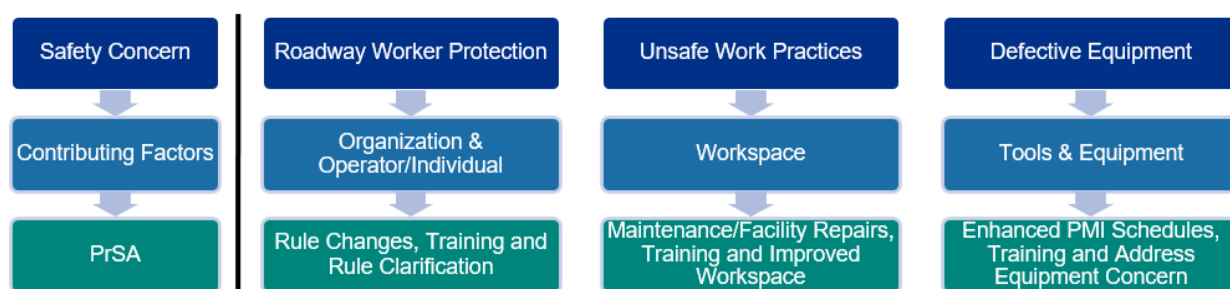 Safety Concern
Roadway Worker Protection
Unsafe Work Practices
Defective Equipment
Contributing Factors
Organization &
Operator/Individual
Workspace
Tools & Equipment
PrSA
Rule Changes, Training and
Rule Clarification
Maintenance/Facility Repairs,
Training and Improved
Workspace
Enhanced PMI Schedules,
Training and Address
Equipment Concern